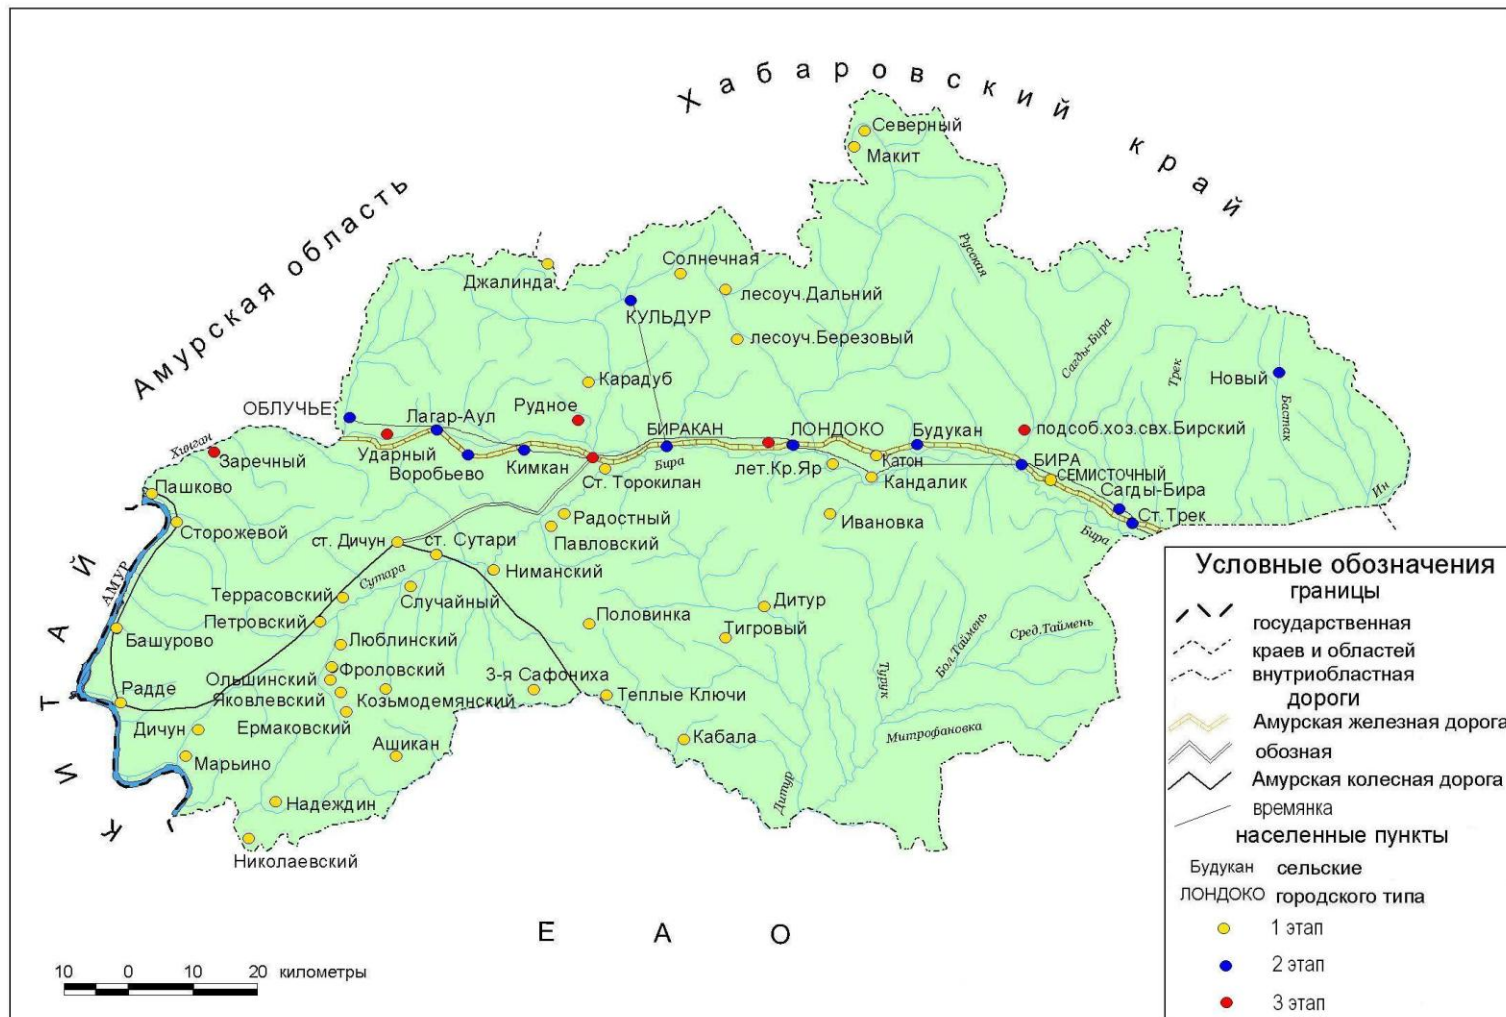 Хабаровский край
Амурская область
Северный
Макит
Русская
Солнечная
Джалинда
лесоуч.Дальний
КУЛЬДУР
лесоуч.Березовый
Сагды-Бира
Трек
Новый
Бастак
Карадуб
ОБЛУЧЬЕ
Лагар-Аул
Рудное
БИРАКАН
ЛОНДОКО
Будукан
подсоб.хоз.свх.Бирский
Хинган
Заречный
Ударный
Воробьево
Кимкан
Бира
лет.Кр.Яр
Катон
БИРА
СЕМИСТОЧНЫЙ
Ст. Торокилан
Кандалик
Сагды-Бира
Ст.Трек
Ин
Пашково
Сторожевой
Радостный
Павловский
Ивановка
Бира
ст. Дичун
ст. Сутари
Сутара
Ниманский
КИТАЙ
АМУР
Террасовский
Случайный
Петровский
Половинка
Дитур
Тигровый
Бол.Таймень
Сред.Таймень
Башурово
Люблинский
Фроловский
Ольшинский
3-я Сафониха
Турук
Радде
Яковлевский
Козьмодемянский
Теплые Ключи
Дичун
Ермаковский
Ашикан
Кабала
Митрофановка
Марьино
Дитур
Надеждин
Николаевский
Е А О
10 0 10 20 километры
Условные обозначения
границы
государственная
краев и областей
внутриобластная
дороги
Амурская железная дорога
обозная
Амурская колесная дорога
времянка
населенные пункты
Будукан сельские
ЛОНДОКО городского типа
1 этап
2 этап
3 этап